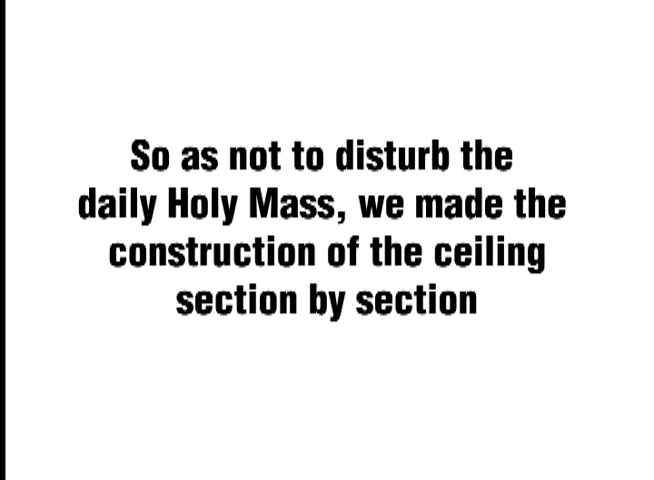 So as not to disturb the
daily Holy Mass, we made the
construction of the ceiling
section by section